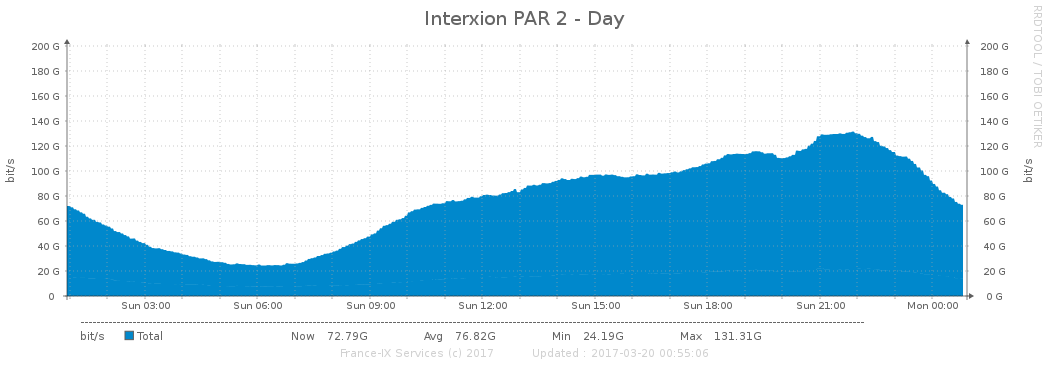 Interxion PAR 2 - Day
RRDTOOL / TOBI OETIKER
bit/s
200 G 200 G
180 G 180 G
160 G 160 G
140 G 140 G
120 G 120 G
100 G 100 G
80 G 80 G
60 G 60 G
40 G 40 G
20 G 20 G
0 0 G
bit/s
Sun 03:00 Sun 06:00 Sun 09:00 Sun 12:00 Sun 15:00 Sun 18:00 Sun 21:00 Mon 00:00
bit/s Total Now 72.79G Avg 76.82G Min 24.19G Max 131.31G
France-IX Services (c) 2017 Updated : 2017-03-20 00:55:06